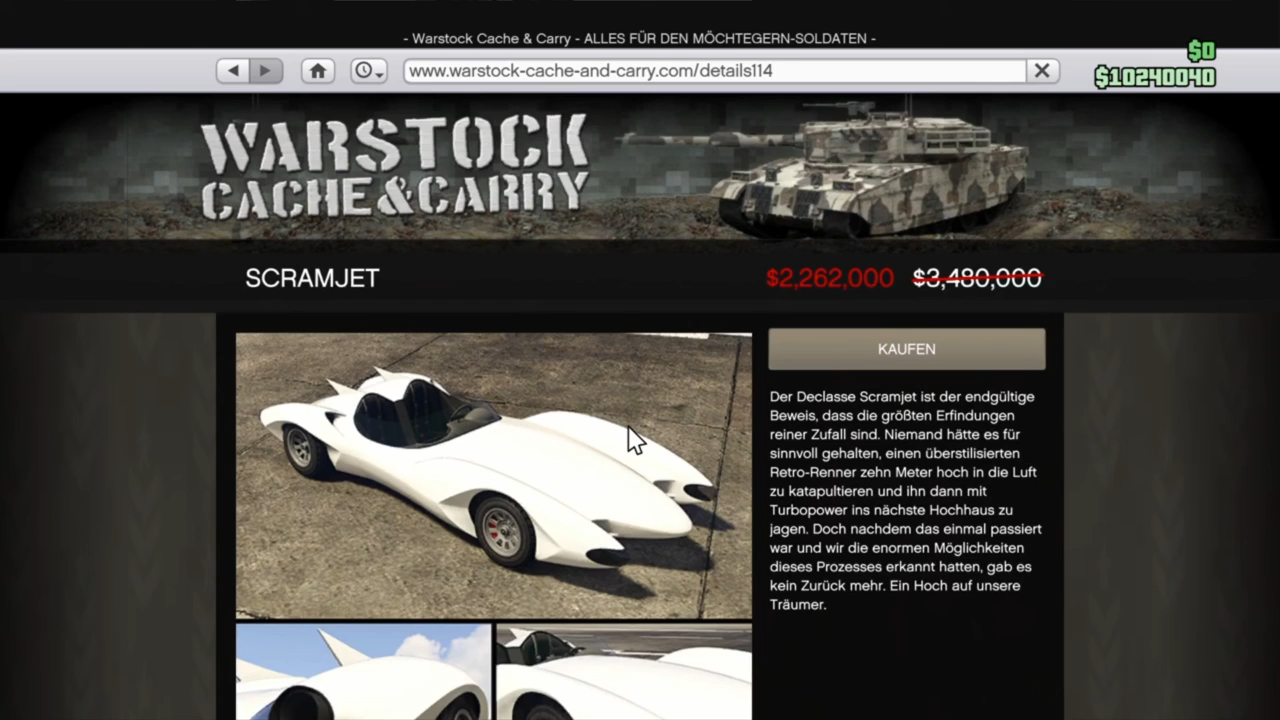 - Warstock Cache & Carry - ALLES FÜR DEN MÖCHTEGERN-SOLDATEN -
$0
www.warstock-cache-and-carry.com/details114
$10240040
WARSTOCK
CACHE&CARRY
SCRAMJET
$2,262,000 $3,480,000
KAUFEN
Der Declasse Scramjet ist der endgültige
Beweis, dass die größten Erfindungen
reiner Zufall sind. Niemand hätte es für
sinnvoll gehalten, einen überstilisierten
Retro-Renner zehn Meter hoch in die Luft
zu katapultieren und ihn dann mit
Turbopower ins nächste Hochhaus zu
jagen. Doch nachdem das einmal passiert
war und wir die enormen Möglichkeiten
dieses Prozesses erkannt hatten, gab es
kein Zurück mehr. Ein Hoch auf unsere
Träumer.